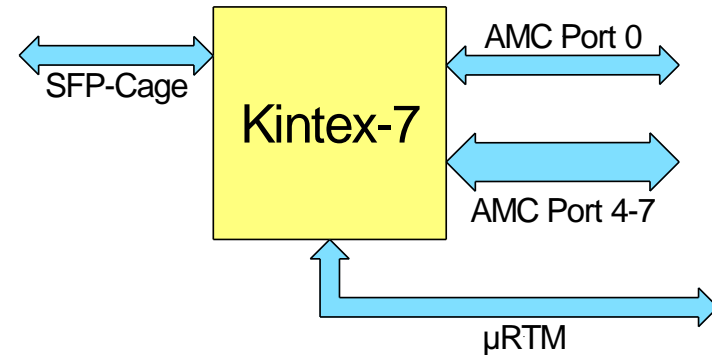 AMC Port 0
SFP-Cage
Kintex-7
AMC Port 4-7
µRTM